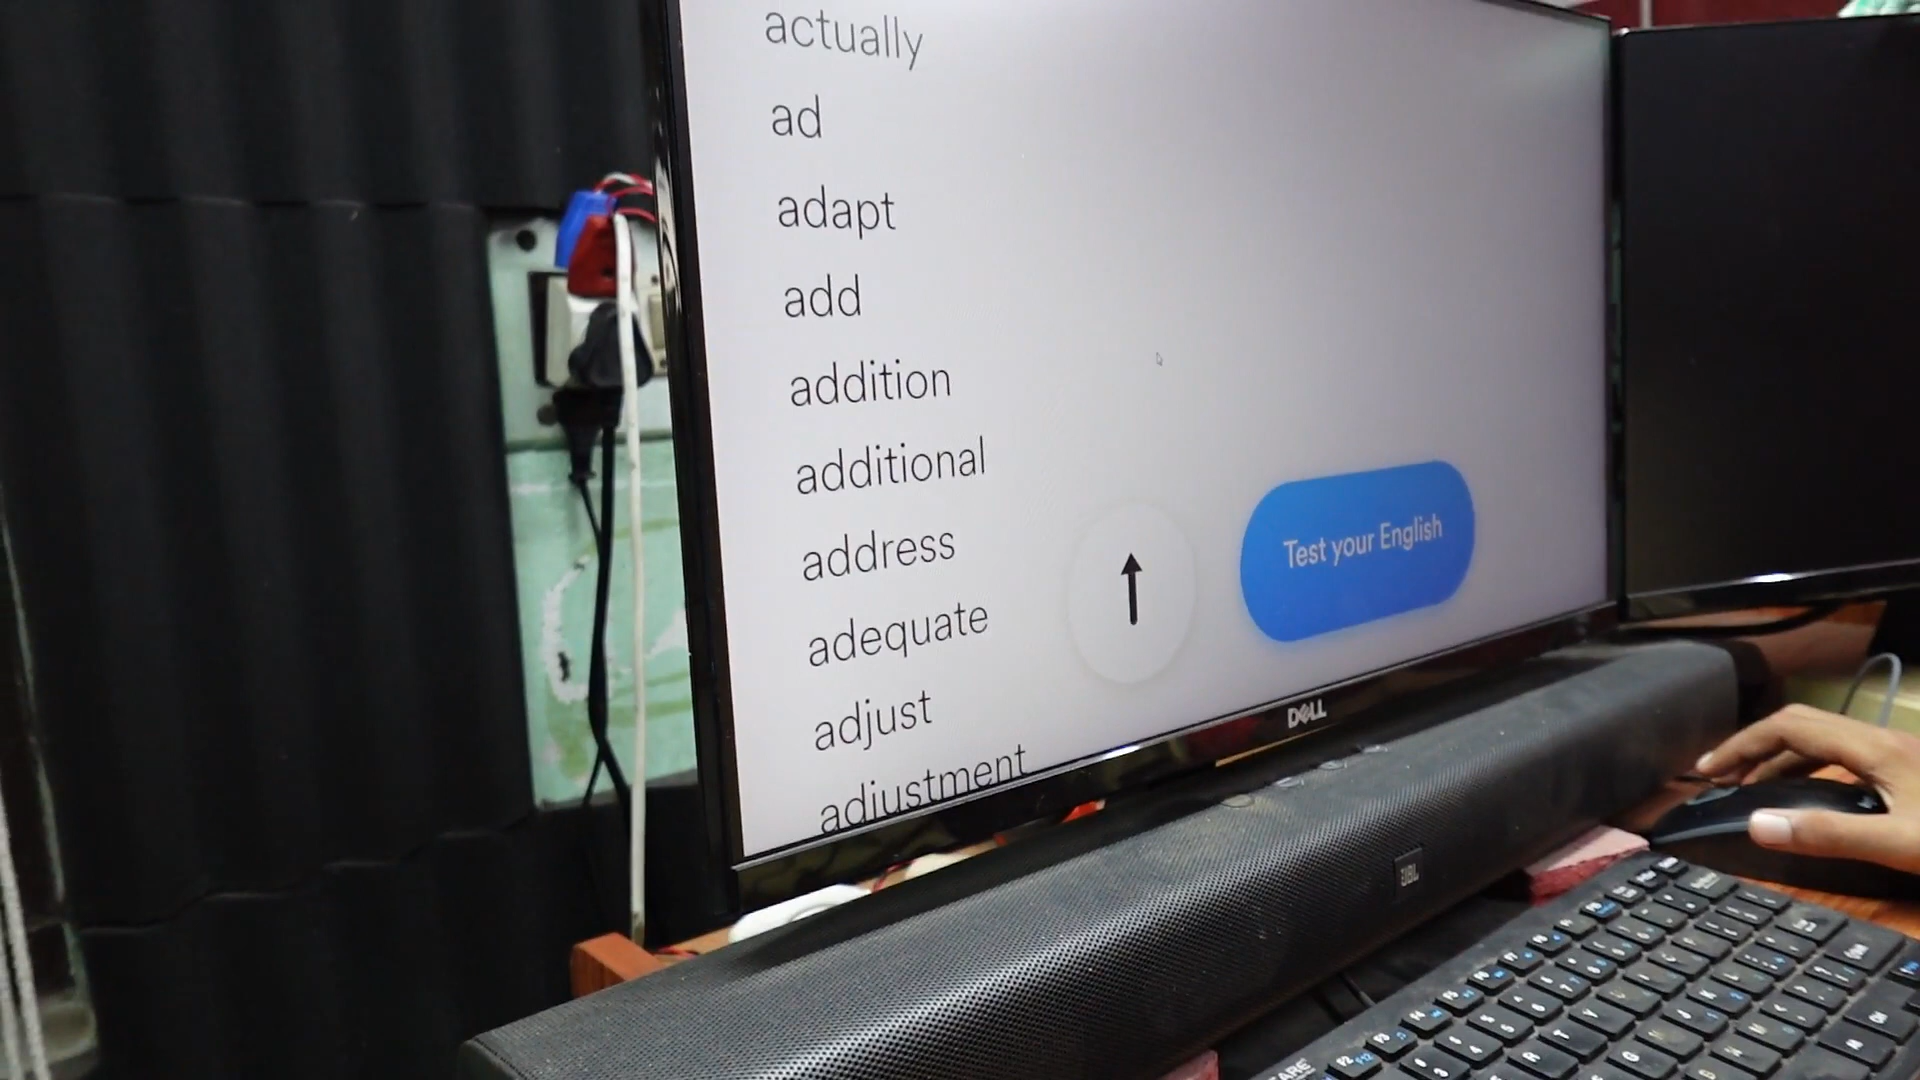 actually
ad
adapt
add
addition
additional
address
adequate
adjust
adjustment
Test your English
DELL
JBL